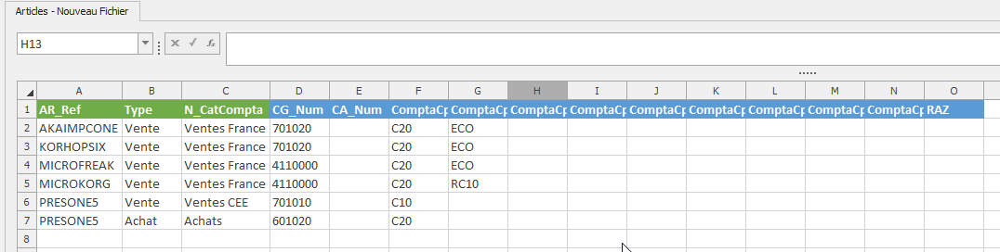 Articles - Nouveau Fichier
H13 fx
A B C D E F G H I J K L M N O
1 AR_Ref Type N_CatCompta CG_Num CA_Num ComptaCp ComptaCp ComptaCp ComptaCp ComptaCp ComptaCp ComptaCp ComptaCp ComptaCp RAZ
2 AKAIMPCONE Vente Ventes France 701020 C20 ECO
3 KORHOPSIX Vente Ventes France 701020 C20 ECO
4 MICROFREAK Vente Ventes France 4110000 C20 ECO
5 MICROKORG Vente Ventes France 4110000 C20 RC10
6 PRESONE5 Vente Ventes CEE 701010 C10
7 PRESONE5 Achat Achats 601020 C20
8